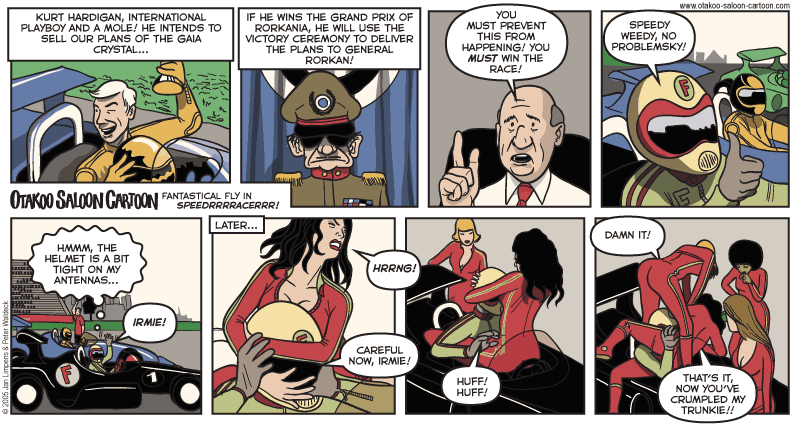 www.otakoo-saloon-cartoon.com
KURT HARDIGAN, INTERNATIONAL
PLAYBOY AND A MOLE! HE INTENDS TO
SELL OUR PLANS OF THE GAIA
CRYSTAL...
IF HE WINS THE GRAND PRIX OF
RORKANIA, HE WILL USE THE
VICTORY CEREMONY TO DELIVER
THE PLANS TO GENERAL
RORKAN!
YOU
MUST PREVENT
THIS FROM
HAPPENING! YOU
MUST WIN THE
RACE!
SPEEDY
WEEDY, NO
PROBLEMSKY!
F
F
OTAKOO SALOON CARTOON
FANTASTICAL FLY IN
SPEEDRRRRACERRR!
HMMM, THE
HELMET IS A BIT
TIGHT ON MY
ANTENNAS...
IRMIE!
F
1
© 2005 Jan Limpens & Peter Waldeck
LATER...
HRRNG!
CAREFUL
NOW, IRMIE!
HUFF!
HUFF!
DAMN IT!
THAT'S IT,
NOW YOU'VE
CRUMPLED MY
TRUNKIE!!